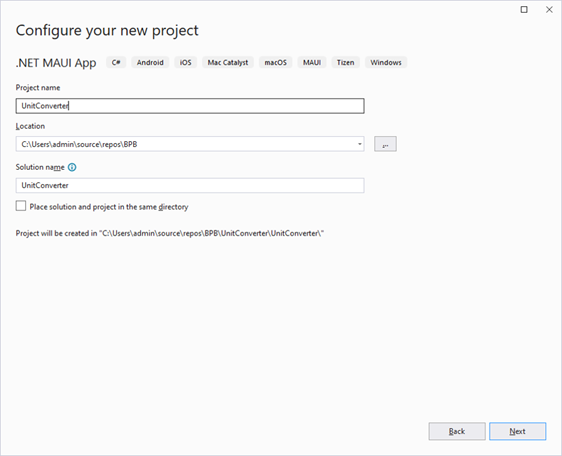 Configure your new project
.NET MAUI App C# Android iOS Mac Catalyst macOS MAUI Tizen Windows
Project name
UnitConverter
Location
C:\Users\admin\source\repos\BPB
...
Solution name
UnitConverter
Place solution and project in the same directory
Project will be created in "C:\Users\admin\source\repos\BPB\UnitConverter\UnitConverter\"
Back Next